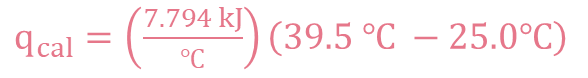 q_cal = (7.794 kJ / °C) (39.5 °C − 25.0°C)